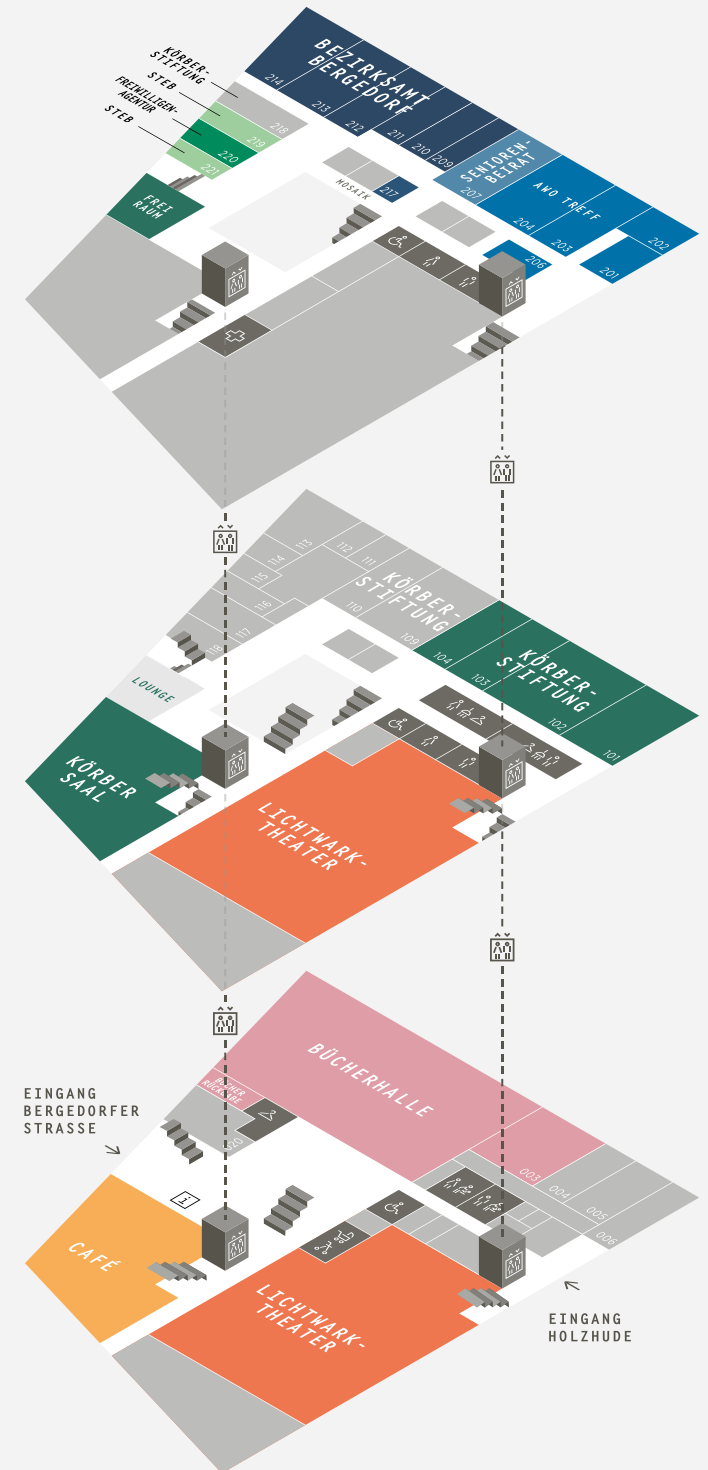 KÖRBER-
STIFTUNG
STEB
FREIWILLIGEN-
AGENTUR
STEB
BEZIRKSAMT
BERGEDORF
214
213
212
211
210
209
218
219
220
221
SENIOREN-
BEIRAT
207
AWO TREFF
204
203
202
201
206
MOSAIK
217
FREI
RAUM
113
112
111
114
115
116
117
118
110
109
KÖRBER-
STIFTUNG
104
103
102
101
KÖRBER-
STIFTUNG
LOUNGE
KÖRBER
SAAL
LICHTWARK-
THEATER
BÜCHERHALLE
BÜCHER
RÜCKGABE
020
003
004
005
006
EINGANG
BERGEDORFER
STRASSE
i
CAFÉ
LICHTWARK-
THEATER
EINGANG
HOLZHUDE